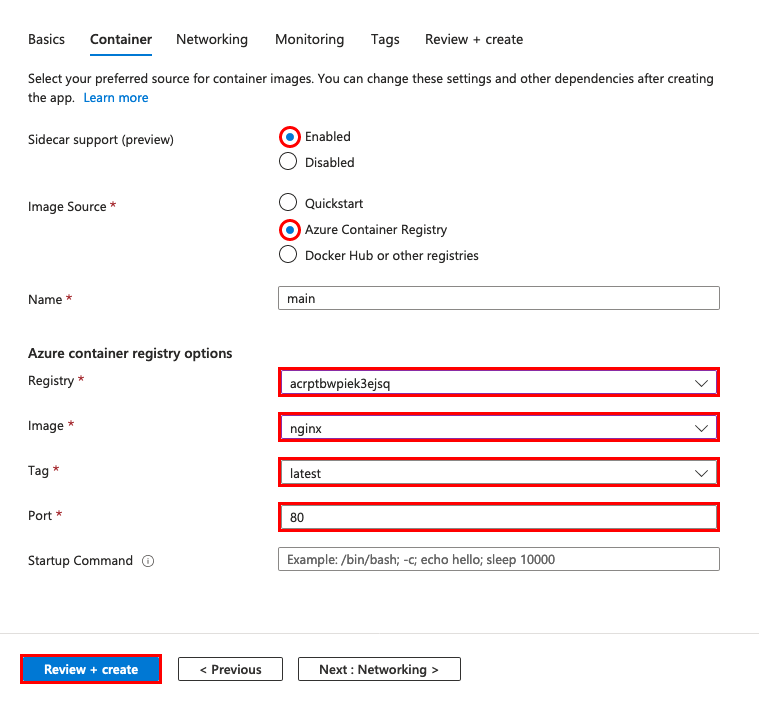 Basics Container Networking Monitoring Tags Review + create
Select your preferred source for container images. You can change these settings and other dependencies after creating
the app. Learn more
Sidecar support (preview)
Enabled
Disabled
Image Source *
Quickstart
Azure Container Registry
Docker Hub or other registries
Name * main
Azure container registry options
Registry * acrptbwpiek3ejsq
Image * nginx
Tag * latest
Port * 80
Startup Command Example: /bin/bash; -c; echo hello; sleep 10000
Review + create < Previous Next : Networking >